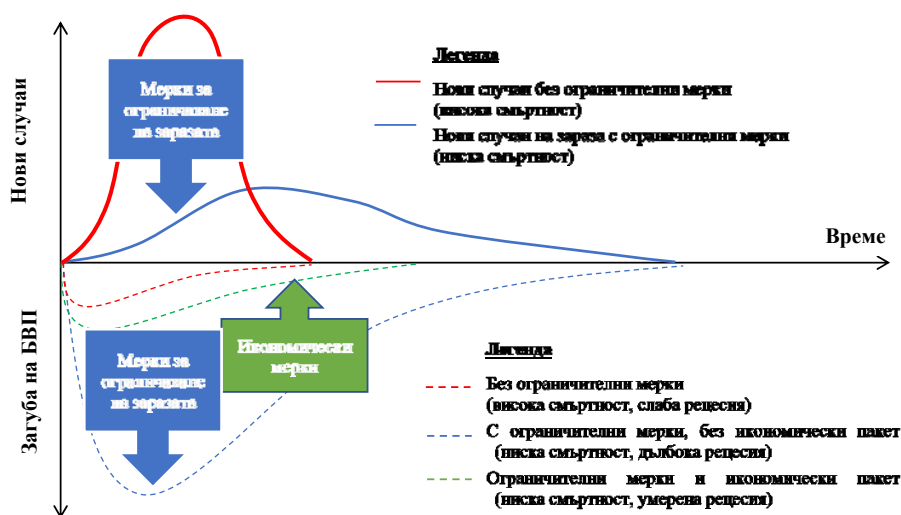 Нови случаи
Мерки за
ограничаване
на заразата
Легенда
Нови случаи без ограничителни мерки
(висока смъртност)
Нови случаи на зараза с ограничителни мерки
(ниска смъртност)
Време
Загуба на БВП
Мерки за
ограничаване
на заразата
Икономически
мерки
Легенда
Без ограничителни мерки
(висока смъртност, слаба рецесия)
С ограничителни мерки, без икономически пакет
(ниска смъртност, дълбока рецесия)
Ограничителни мерки и икономически пакет
(ниска смъртност, умерена рецесия)